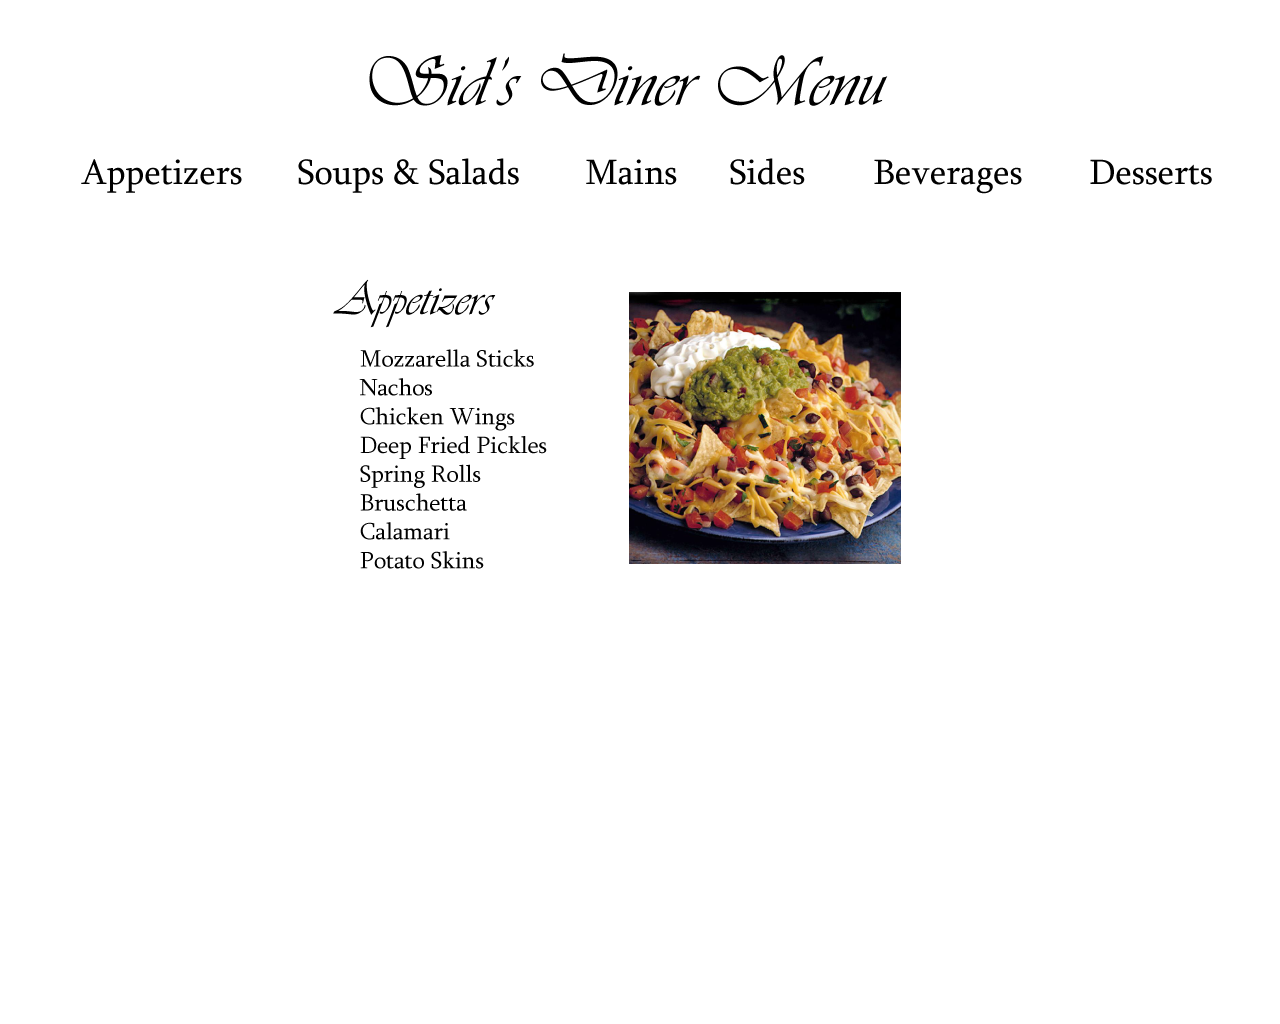 Sid's Diner Menu
Appetizers Soups & Salads Mains Sides Beverages Desserts
Appetizers
Mozzarella Sticks
Nachos
Chicken Wings
Deep Fried Pickles
Spring Rolls
Bruschetta
Calamari
Potato Skins